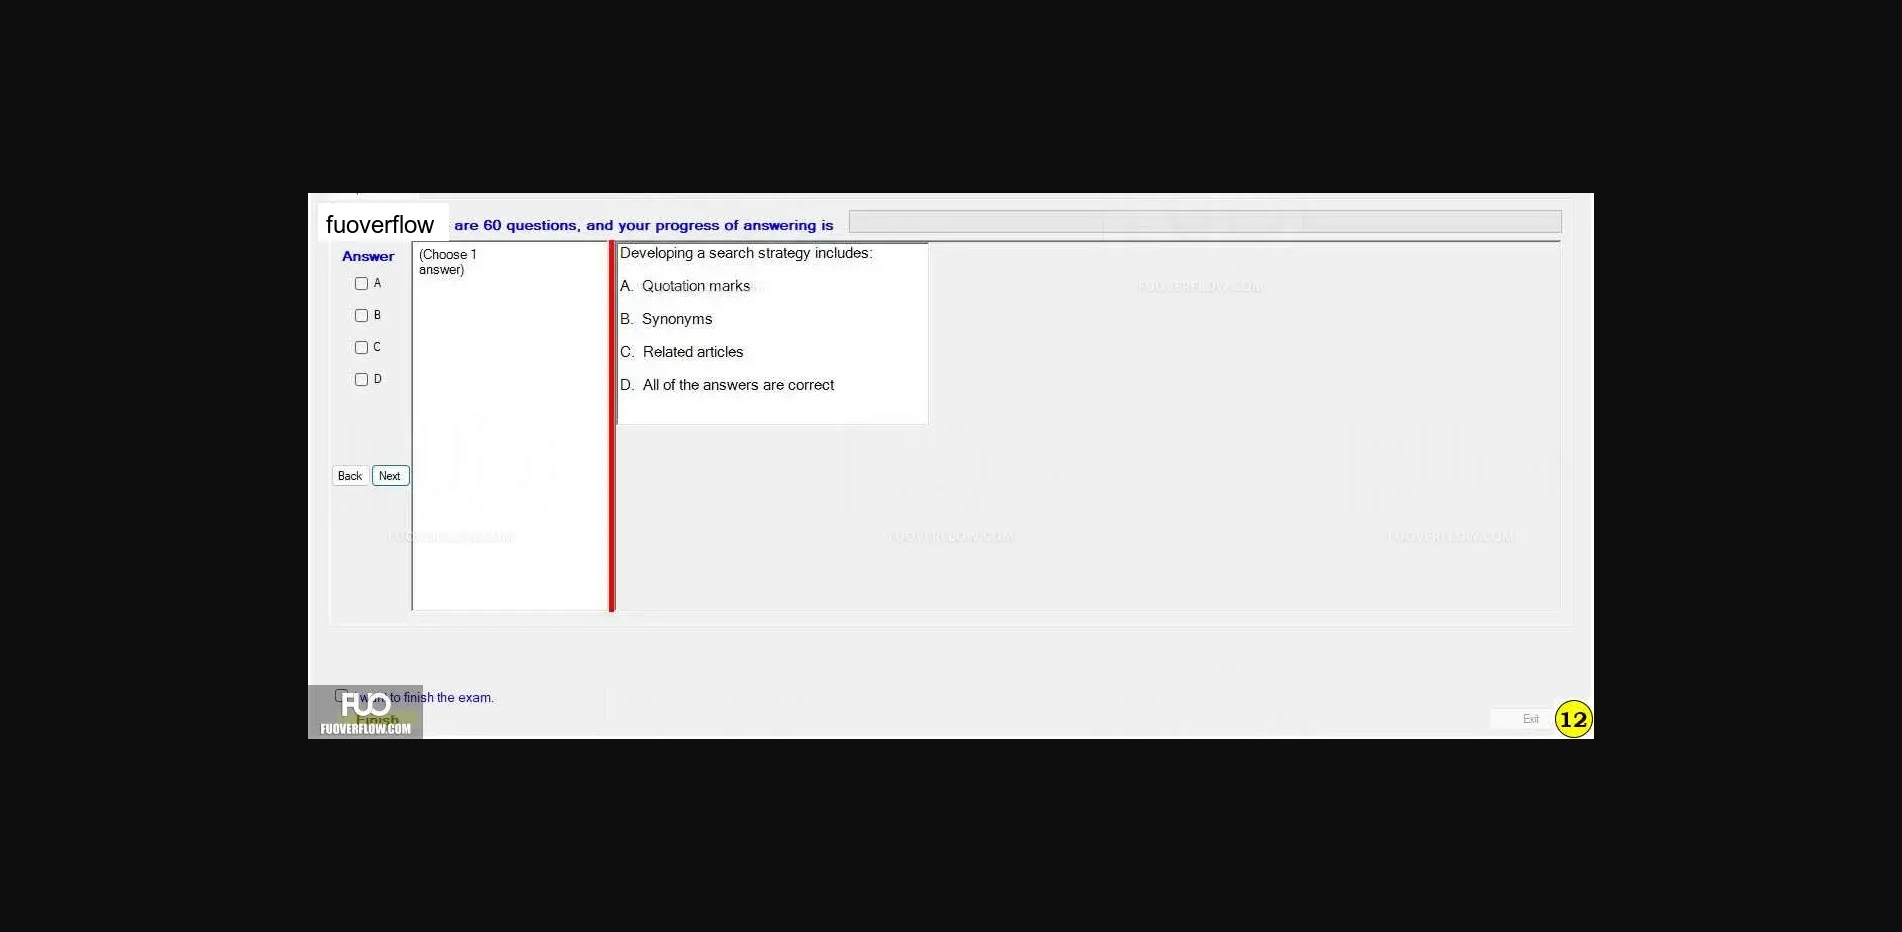 fuoverflow are 60 questions, and your progress of answering is
Answer
A
B
C
D
Back Next
(Choose 1
answer)
Developing a search strategy includes:
A. Quotation marks
B. Synonyms
C. Related articles
D. All of the answers are correct
FUOVERFLOW.COM
FUOVERFLOW.COM
FUOVERFLOW.COM
FUOVERFLOW.COM
I want to finish the exam.
FUO
Finish
FUOVERFLOW.COM
Exit
12